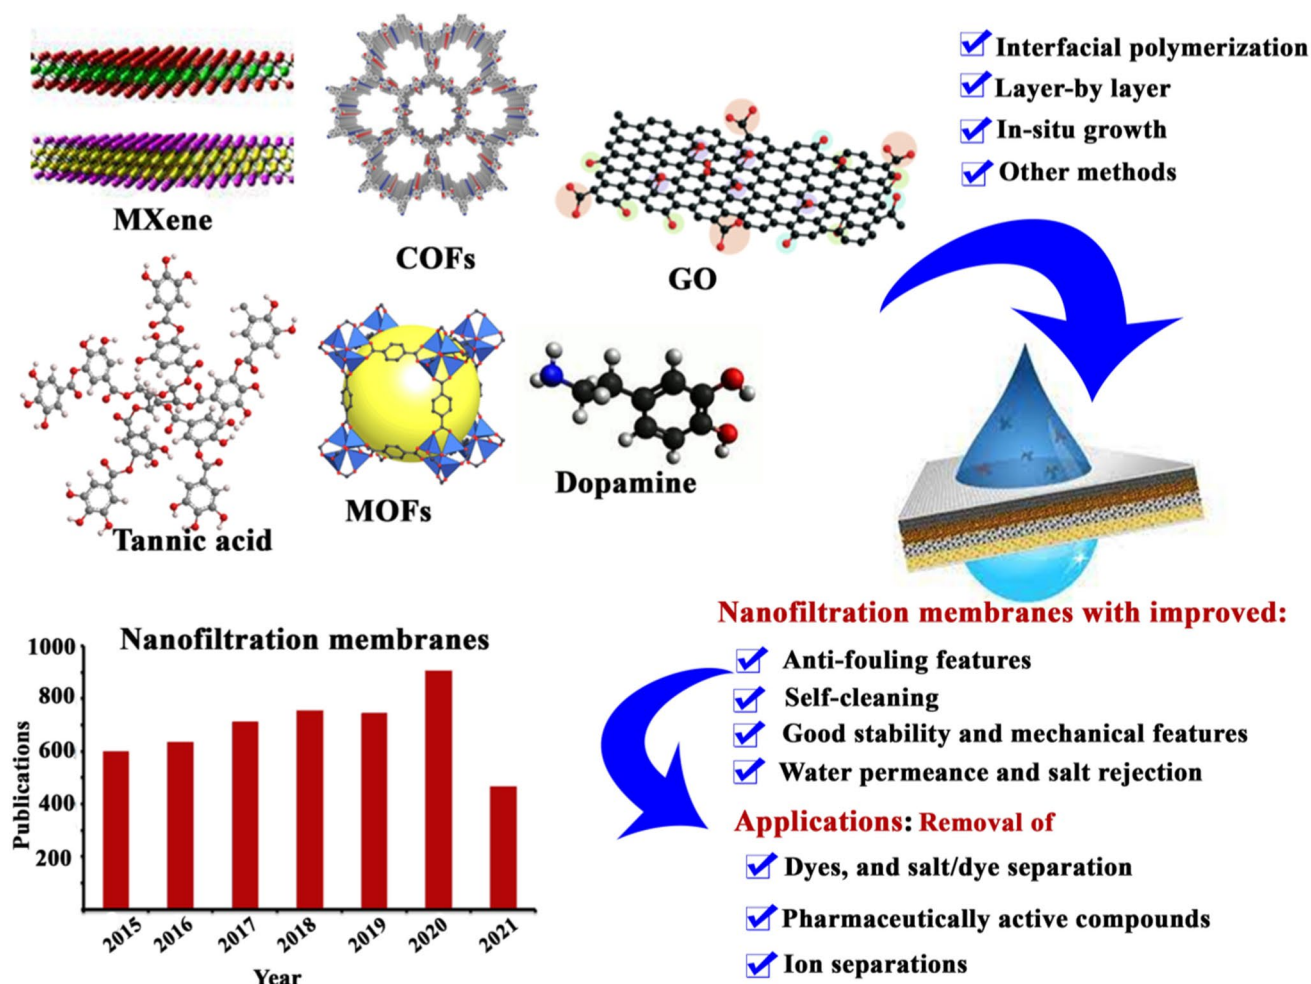 MXene
COFs
GO
Tannic acid
MOFs
Dopamine
Interfacial polymerization
Layer-by layer
In-situ growth
Other methods
Nanofiltration membranes
Publications
1000
800
600
400
200
2015 2016 2017 2018 2019 2020 2021
Year
Nanofiltration membranes with improved:
Anti-fouling features
Self-cleaning
Good stability and mechanical features
Water permeance and salt rejection
Applications: Removal of
Dyes, and salt/dye separation
Pharmaceutically active compounds
Ion separations